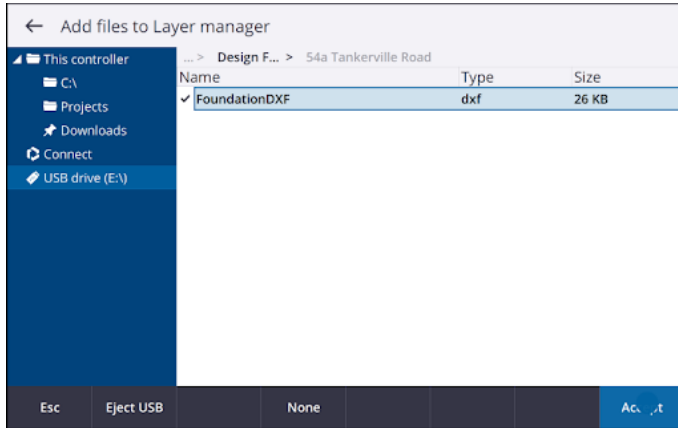 Add files to Layer manager
This controller
C:\
Projects
Downloads
Connect
USB drive (E:\)
...> Design F... > 54a Tankerville Road
Name Type Size
FoundationDXF dxf 26 KB
Esc Eject USB None